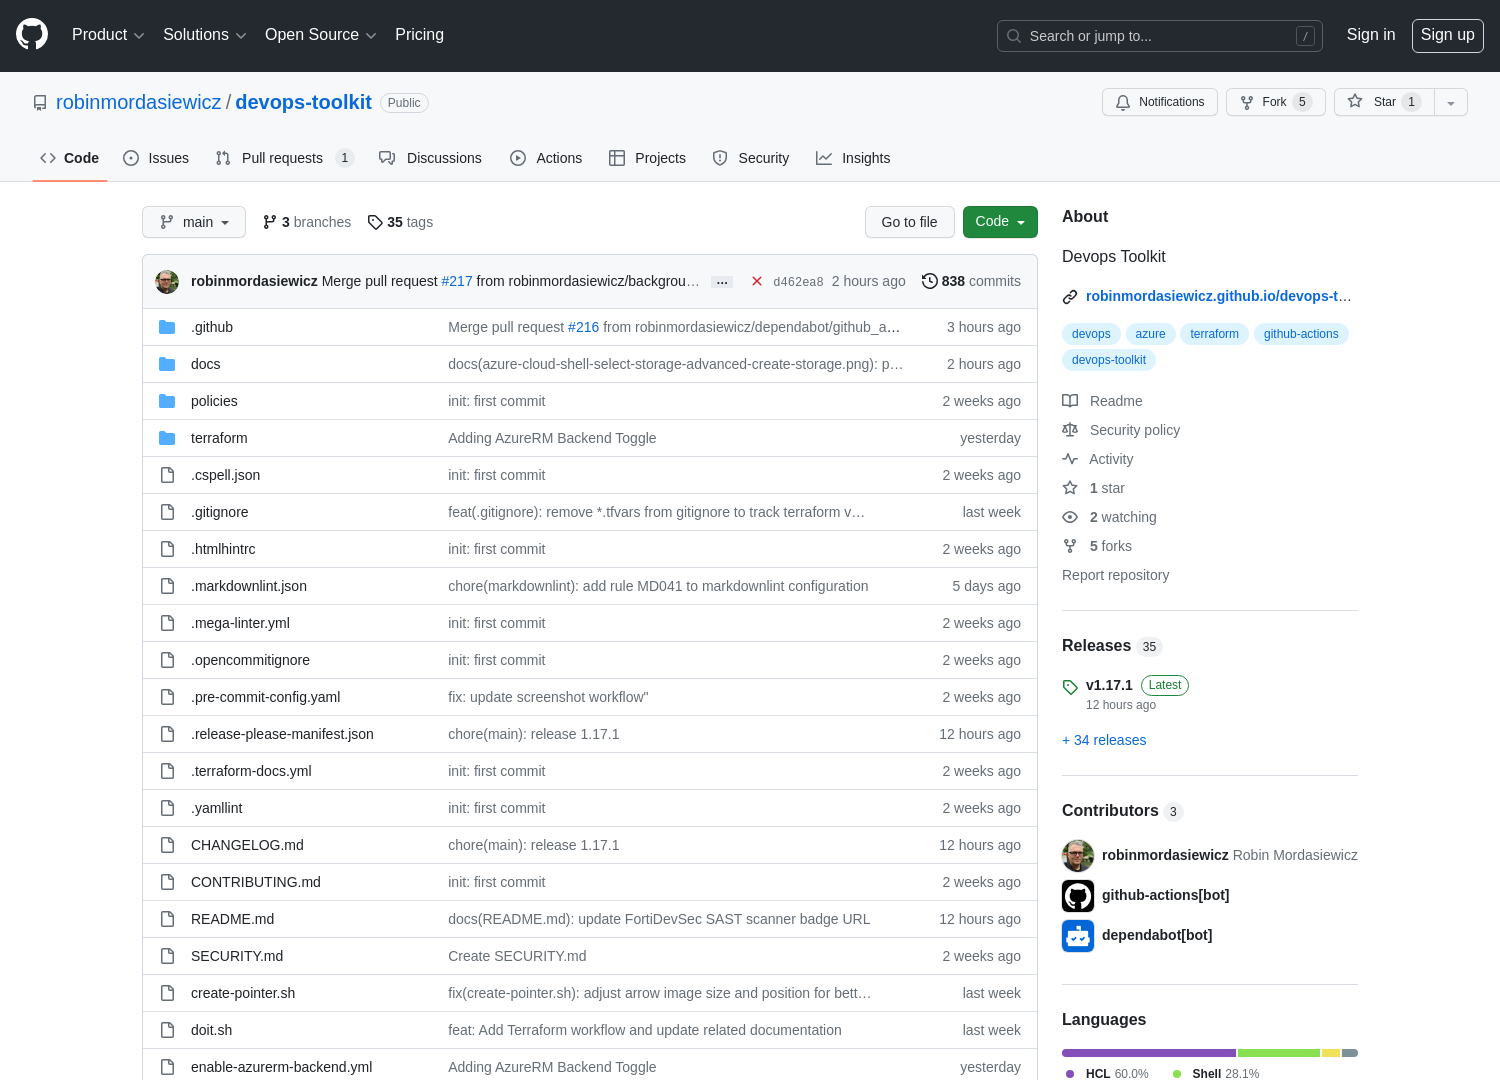 Product Solutions Open Source Pricing Search or jump to... / Sign in Sign up
robinmordasiewicz / devops-toolkit Public Notifications Fork 5 Star 1
Code Issues Pull requests 1 Discussions Actions Projects Security Insights
main 3 branches 35 tags Go to file Code
robinmordasiewicz Merge pull request #217 from robinmordasiewicz/backgrou… … d462ea8 2 hours ago 838 commits
.github Merge pull request #216 from robinmordasiewicz/dependabot/github_a… 3 hours ago
docs docs(azure-cloud-shell-select-storage-advanced-create-storage.png): p… 2 hours ago
policies init: first commit 2 weeks ago
terraform Adding AzureRM Backend Toggle yesterday
.cspell.json init: first commit 2 weeks ago
.gitignore feat(.gitignore): remove *.tfvars from gitignore to track terraform v… last week
.htmlhintrc init: first commit 2 weeks ago
.markdownlint.json chore(markdownlint): add rule MD041 to markdownlint configuration 5 days ago
.mega-linter.yml init: first commit 2 weeks ago
.opencommitignore init: first commit 2 weeks ago
.pre-commit-config.yaml fix: update screenshot workflow" 2 weeks ago
.release-please-manifest.json chore(main): release 1.17.1 12 hours ago
.terraform-docs.yml init: first commit 2 weeks ago
.yamllint init: first commit 2 weeks ago
CHANGELOG.md chore(main): release 1.17.1 12 hours ago
CONTRIBUTING.md init: first commit 2 weeks ago
README.md docs(README.md): update FortiDevSec SAST scanner badge URL 12 hours ago
SECURITY.md Create SECURITY.md 2 weeks ago
create-pointer.sh fix(create-pointer.sh): adjust arrow image size and position for bett… last week
doit.sh feat: Add Terraform workflow and update related documentation last week
enable-azurerm-backend.yml Adding AzureRM Backend Toggle yesterday
About
Devops Toolkit
robinmordasiewicz.github.io/devops-t…
devops azure terraform github-actions
devops-toolkit
Readme
Security policy
Activity
1 star
2 watching
5 forks
Report repository
Releases 35
v1.17.1 Latest
12 hours ago
+ 34 releases
Contributors 3
robinmordasiewicz Robin Mordasiewicz
github-actions[bot]
dependabot[bot]
Languages
HCL 60.0% Shell 28.1%